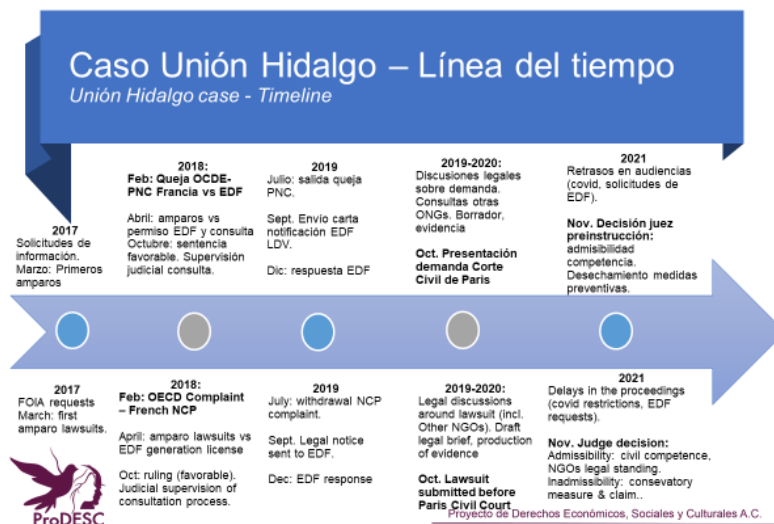 Caso Unión Hidalgo – Línea del tiempo
Unión Hidalgo case - Timeline
2017
Solicitudes de
información.
Marzo: Primeros
amparos
2018:
Feb: Queja OCDE-
PNC Francia vs EDF
Abril: amparos vs
permiso EDF y consulta
Octubre: sentencia
favorable. Supervisión
judicial consulta.
2019
Julio: salida queja
PNC.
Sept. Envío carta
notificación EDF
LDV.
Dic: respuesta EDF
2019-2020:
Discusiones legales
sobre demanda.
Consultas otras
ONGs. Borrador,
evidencia
Oct. Presentación
demanda Corte
Civil de Paris
2021
Retrasos en audiencias
(covid, solicitudes de
EDF).
Nov. Decisión juez
preinstrucción:
admisibilidad
competencia.
Desechamiento medidas
preventivas.
2017
FOIA requests
March: first
amparo lawsuits.
2018:
Feb: OECD Complaint
– French NCP
April: amparo lawsuits vs
EDF generation license
Oct: ruling (favorable).
Judicial supervision of
consultation process.
2019
July: withdrawal NCP
complaint.
Sept. Legal notice
sent to EDF.
Dec: EDF response
2019-2020:
Legal discussions
around lawsuit (incl.
Other NGOs). Draft
legal brief, production
of evidence
Oct. Lawsuit
submitted before
Paris Civil Court
2021
Delays in the proceedings
(covid restrictions, EDF
requests).
Nov. Judge decision:
Admissibility: civil competence,
NGOs legal standing.
Inadmissibility: consevatory
measure & claim..
ProDESC
Proyecto de Derechos Económicos, Sociales y Culturales A.C.